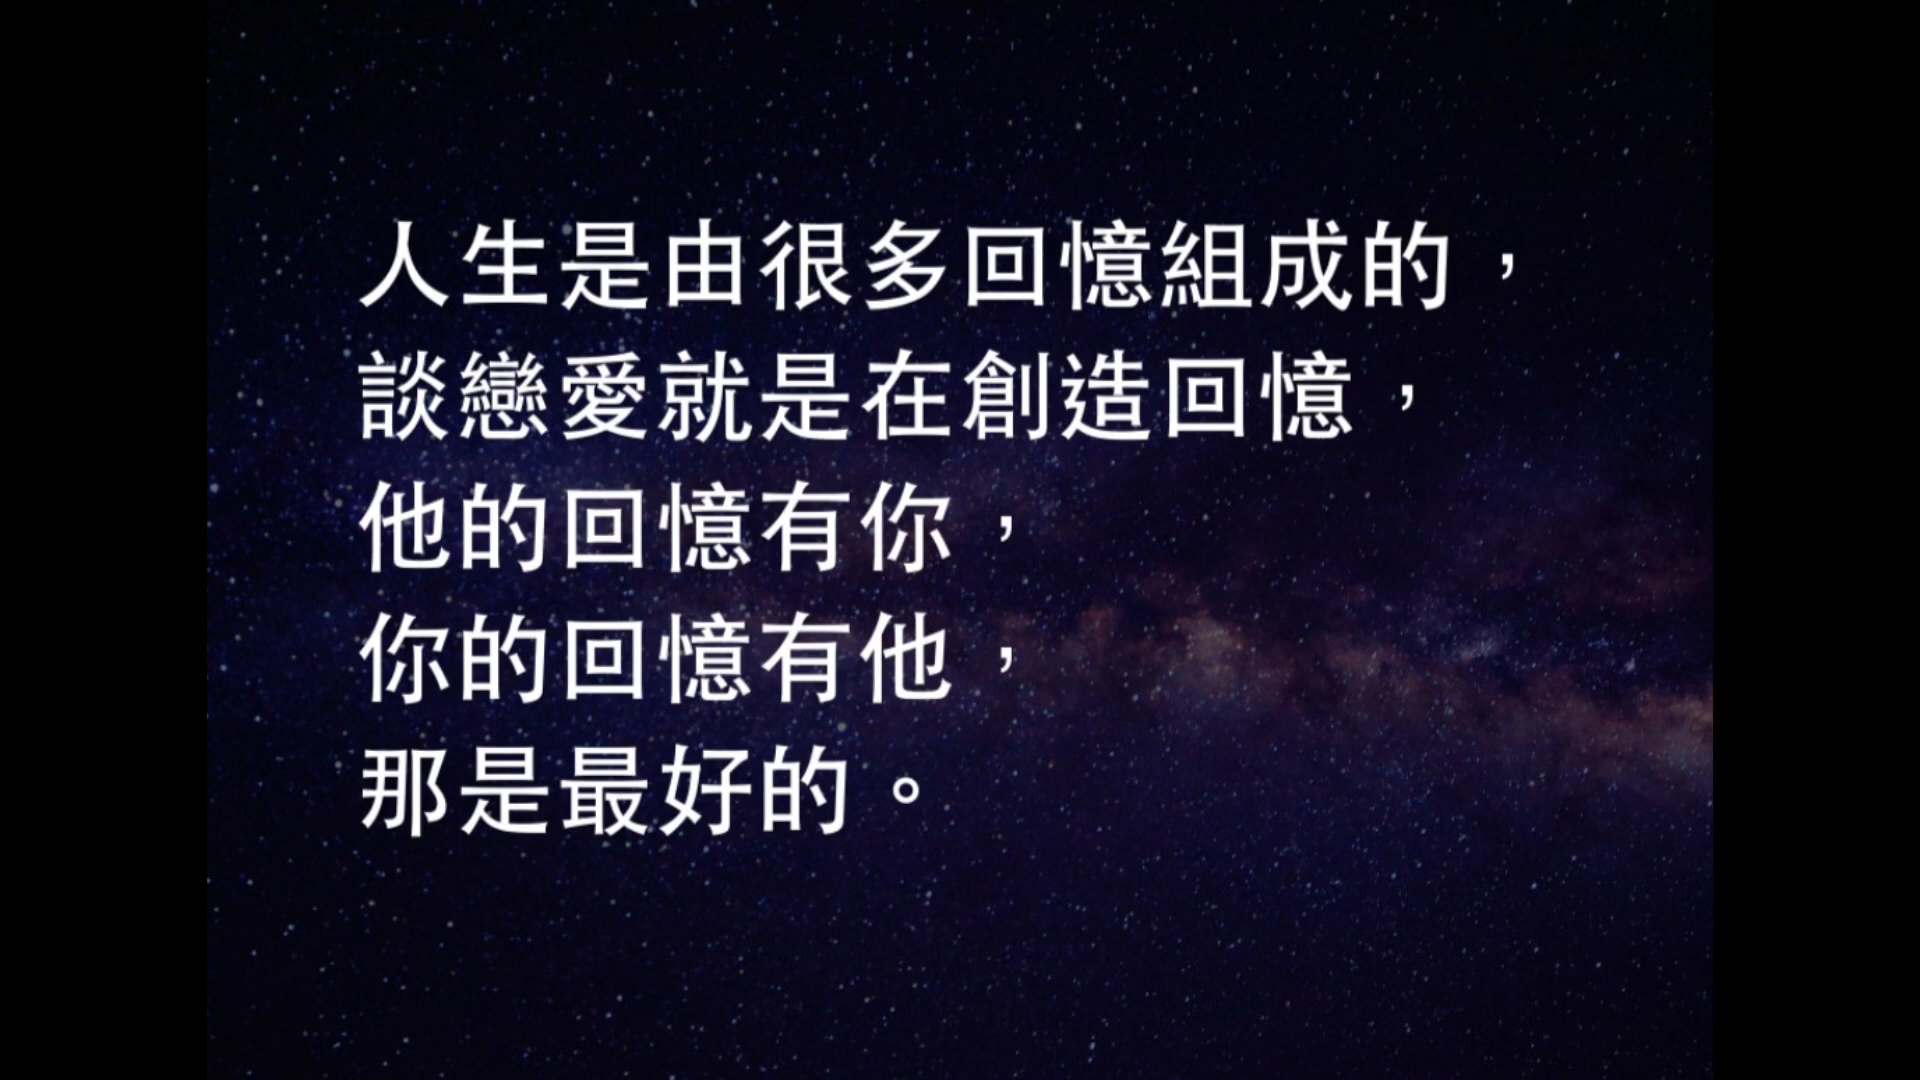 人生是由很多回憶組成的，
談戀愛就是在創造回憶，
他的回憶有你，
你的回憶有他，
那是最好的。